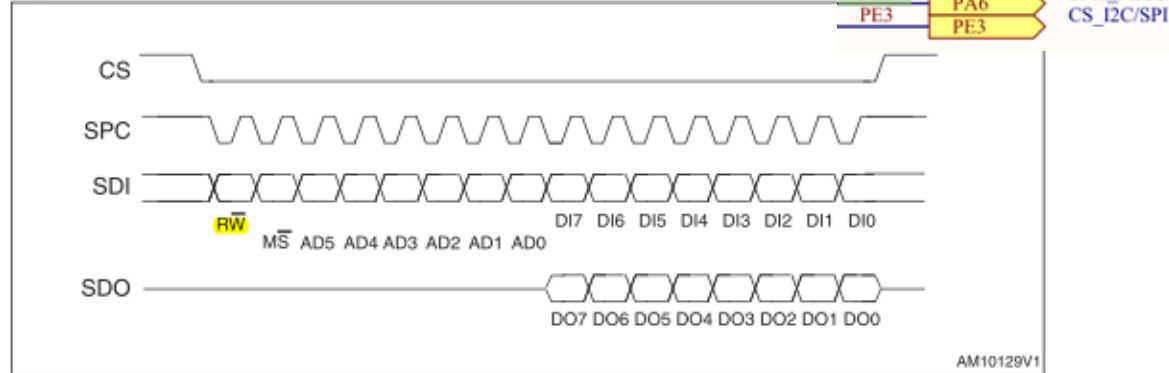 PA6
PE3 CS_I2C/SPI
PE3
CS
SPC
SDI
RW̅ DI7 DI6 DI5 DI4 DI3 DI2 DI1 DI0
MS̅ AD5 AD4 AD3 AD2 AD1 AD0
SDO
DO7 DO6 DO5 DO4 DO3 DO2 DO1 DO0
AM10129V1